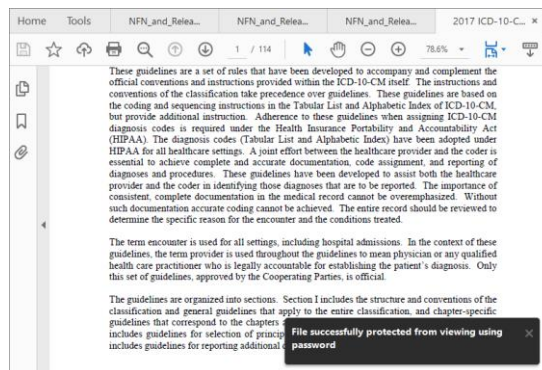 Home Tools NFN_and_Relea... NFN_and_Relea... NFN_and_Relea... 2017 ICD-10-C... ×
1 / 114 78.6%
These guidelines are a set of rules that have been developed to accompany and complement the
official conventions and instructions provided within the ICD-10-CM itself. The instructions and
conventions of the classification take precedence over guidelines. These guidelines are based on
the coding and sequencing instructions in the Tabular List and Alphabetic Index of ICD-10-CM,
but provide additional instruction. Adherence to these guidelines when assigning ICD-10-CM
diagnosis codes is required under the Health Insurance Portability and Accountability Act
(HIPAA). The diagnosis codes (Tabular List and Alphabetic Index) have been adopted under
HIPAA for all healthcare settings. A joint effort between the healthcare provider and the coder is
essential to achieve complete and accurate documentation, code assignment, and reporting of
diagnoses and procedures. These guidelines have been developed to assist both the healthcare
provider and the coder in identifying those diagnoses that are to be reported. The importance of
consistent, complete documentation in the medical record cannot be overemphasized. Without
such documentation accurate coding cannot be achieved. The entire record should be reviewed to
determine the specific reason for the encounter and the conditions treated.
The term encounter is used for all settings, including hospital admissions. In the context of these
guidelines, the term provider is used throughout the guidelines to mean physician or any qualified
health care practitioner who is legally accountable for establishing the patient's diagnosis. Only
this set of guidelines, approved by the Cooperating Parties, is official.
The guidelines are organized into sections. Section I includes the structure and conventions of the
classification and general guidelines that apply to the entire classification, and chapter-specific
guidelines that correspond to the chapters
includes guidelines for selection of
includes guidelines for reporting additional
File successfully protected from viewing using
password